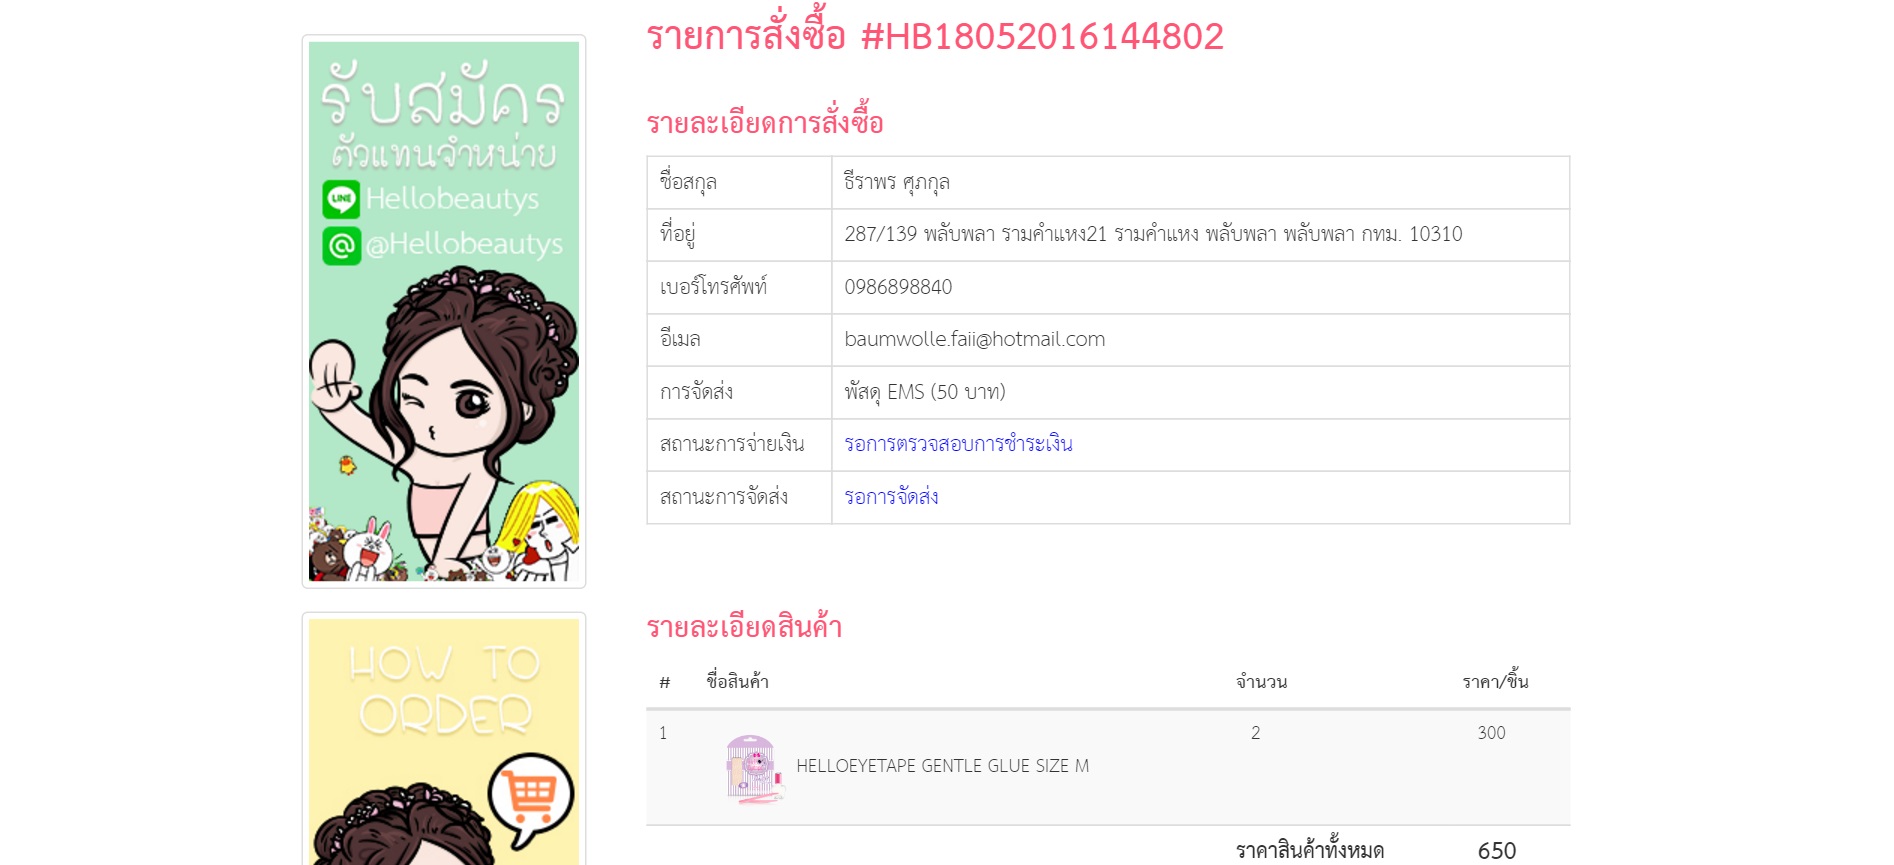 รายการสั่งซื้อ #HB18052016144802
รับสมัคร
ตัวแทนจำหน่าย
LINE Hellobeautys
@ @Hellobeautys
HOW TO
ORDER
รายละเอียดการสั่งซื้อ
ชื่อสกุล ธีราพร ศุภกุล
ที่อยู่ 287/139 พลับพลา รามคำแหง21 รามคำแหง พลับพลา พลับพลา กทม. 10310
เบอร์โทรศัพท์ 0986898840
อีเมล baumwolle.faii@hotmail.com
การจัดส่ง พัสดุ EMS (50 บาท)
สถานะการจ่ายเงิน รอการตรวจสอบการชำระเงิน
สถานะการจัดส่ง รอการจัดส่ง
รายละเอียดสินค้า
# ชื่อสินค้า จำนวน ราคา/ชิ้น
1 HELLOEYETAPE GENTLE GLUE SIZE M 2 300
ราคาสินค้าทั้งหมด 650